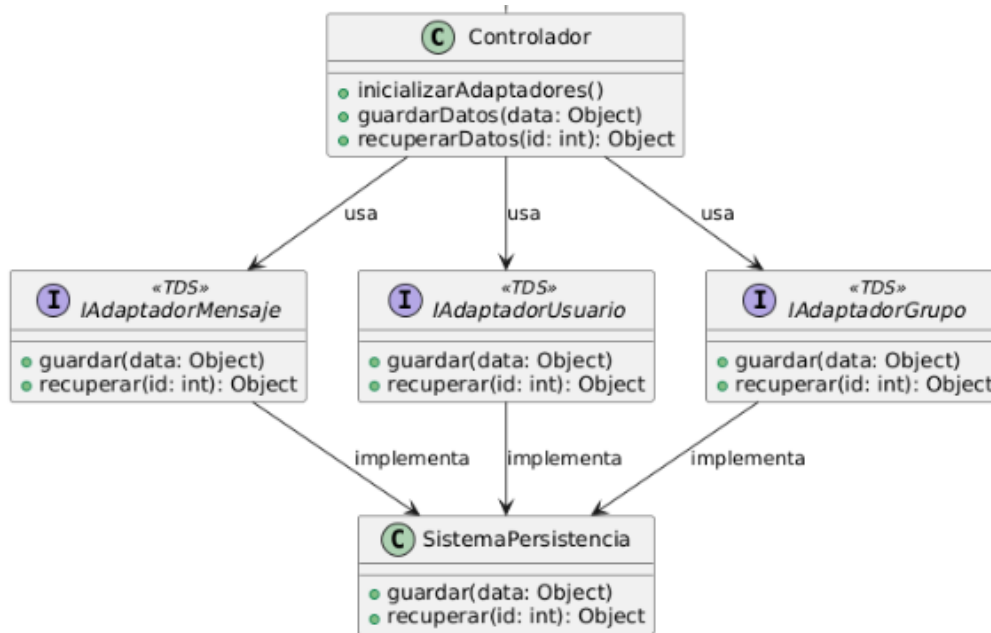 C Controlador
inicializarAdaptadores()
guardarDatos(data: Object)
recuperarDatos(id: int): Object
usa
usa
usa
«TDS»
I IAdaptadorMensaje
guardar(data: Object)
recuperar(id: int): Object
«TDS»
I IAdaptadorUsuario
guardar(data: Object)
recuperar(id: int): Object
«TDS»
I IAdaptadorGrupo
guardar(data: Object)
recuperar(id: int): Object
implementa
implementa
implementa
C SistemaPersistencia
guardar(data: Object)
recuperar(id: int): Object